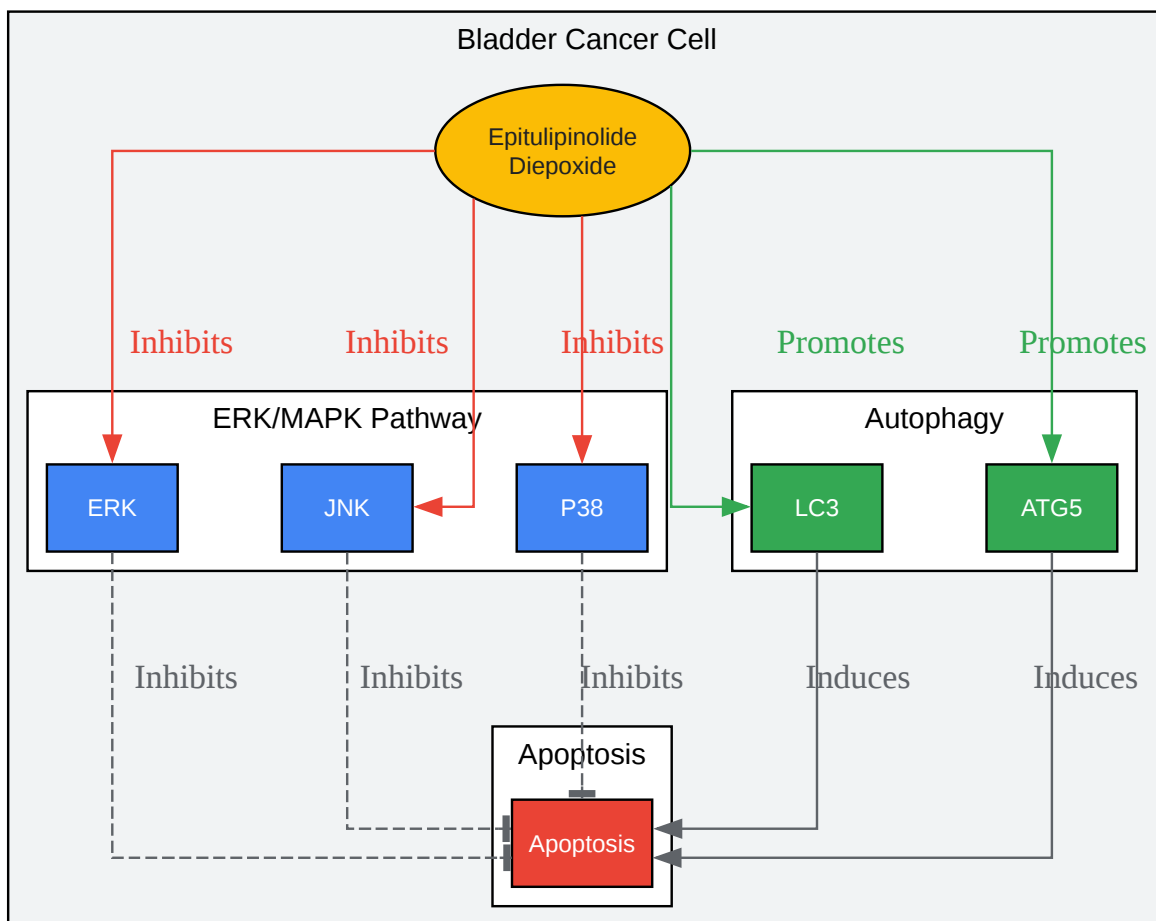 Bladder Cancer Cell
Epitulipinolide
Diepoxide
Inhibits
Inhibits
Inhibits
Promotes
Promotes
ERK/MAPK Pathway
Autophagy
ERK
JNK
P38
LC3
ATG5
Inhibits
Inhibits
Inhibits
Induces
Induces
Apoptosis
Apoptosis